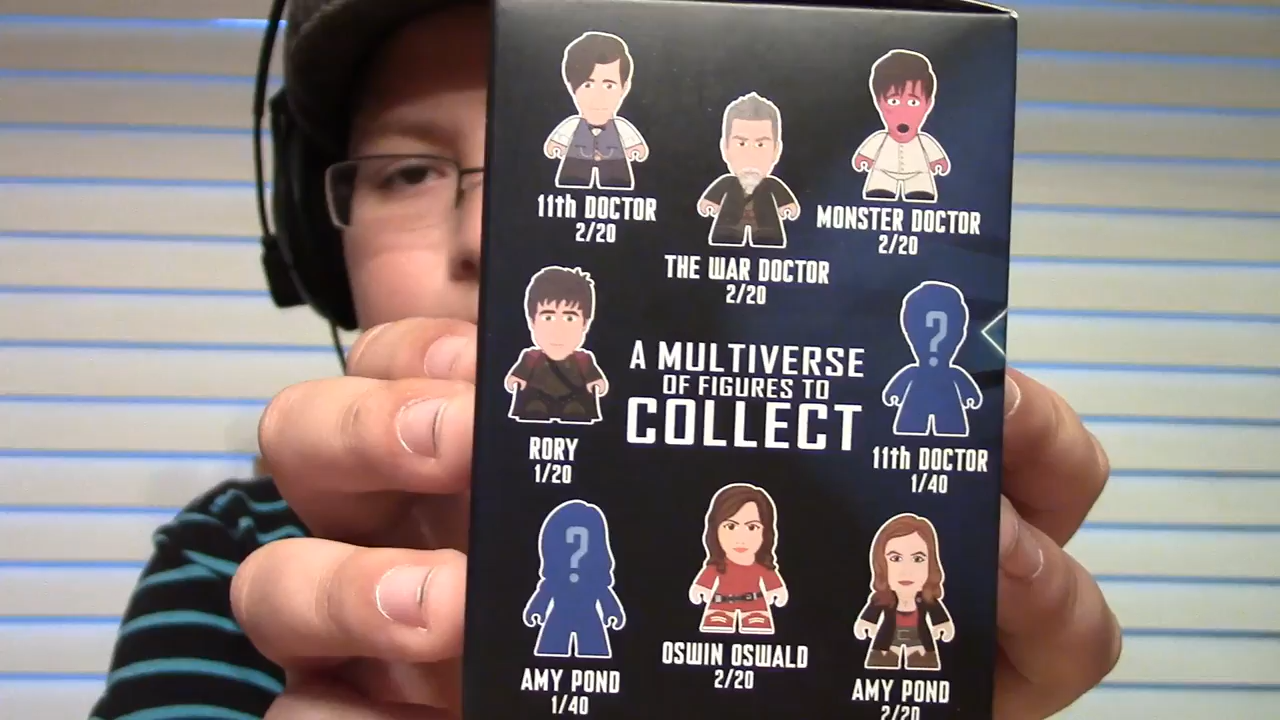 11th DOCTOR
2/20
THE WAR DOCTOR
2/20
MONSTER DOCTOR
2/20
RORY
1/20
A MULTIVERSE
OF FIGURES TO
COLLECT
?
11th DOCTOR
1/40
?
AMY POND
1/40
OSWIN OSWALD
2/20
AMY POND
2/20